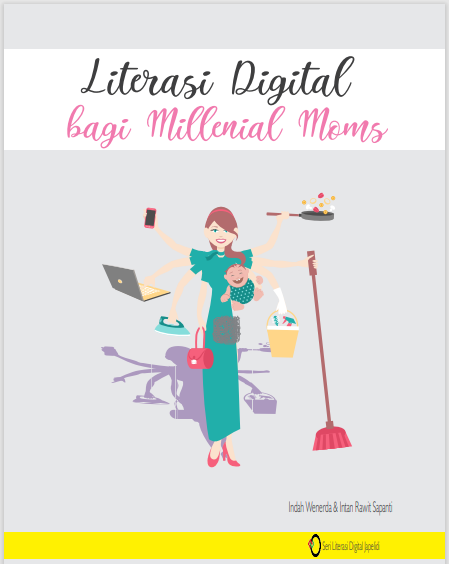 Literasi Digital
bagi Millenial Moms
Indah Wenerda & Intan Rawit Sapanti
Seri Literasi Digital Japelidi